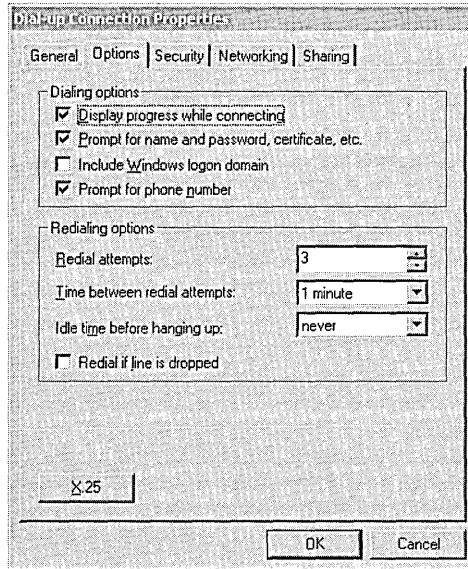 Dial-up Connection Properties
General Options Security Networking Sharing
Dialing options
Display progress while connecting
Prompt for name and password, certificate, etc.
Include Windows logon domain
Prompt for phone number
Redialing options
Redial attempts: 3
Time between redial attempts: 1 minute
Idle time before hanging up: never
Redial if line is dropped
X.25
OK Cancel